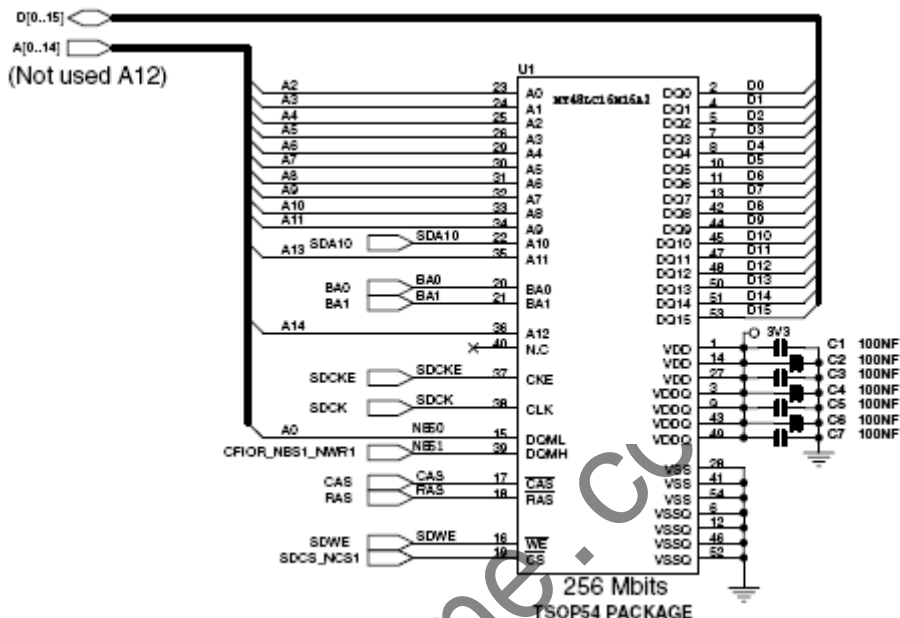 D[0..15]
A[0..14]
(Not used A12)
U1
MT48LC16M16A2
A2 23 A0 DQ0 2 D0
A3 24 A1 DQ1 4 D1
A4 25 A2 DQ2 5 D2
A5 26 A3 DQ3 7 D3
A6 29 A4 DQ4 8 D4
A7 30 A5 DQ5 10 D5
A8 31 A6 DQ6 11 D6
A9 32 A7 DQ7 13 D7
A10 33 A8 DQ8 42 D8
A11 34 A9 DQ9 44 D9
SDA10 SDA10 22 A10 DQ10 45 D10
A13 35 A11 DQ11 47 D11
DQ12 48 D12
BA0 BA0 20 BA0 DQ13 50 D13
BA1 BA1 21 BA1 DQ14 51 D14
DQ15 53 D15
A14 36 A12
3V3
40 N.C VDD 1 C1 100NF
VDD 14 C2 100NF
SDCKE SDCKE 37 CKE VDD 27 C3 100NF
VDDQ 3 C4 100NF
SDCK SDCK 38 CLK VDDQ 9 C5 100NF
VDDQ 43 C6 100NF
A0 NBS0 15 DQML VDDQ 49 C7 100NF
CFIOR_NBS1_NWR1 NBS1 39 DQMH
VSS 28
CAS CAS 17 CAS VSS 41
RAS RAS 18 RAS VSS 54
VSSQ 6
VSSQ 12
SDWE SDWE 16 WE VSSQ 46
SDCS_NCS1 19 CS VSSQ 52
256 Mbits
TSOP54 PACKAGE